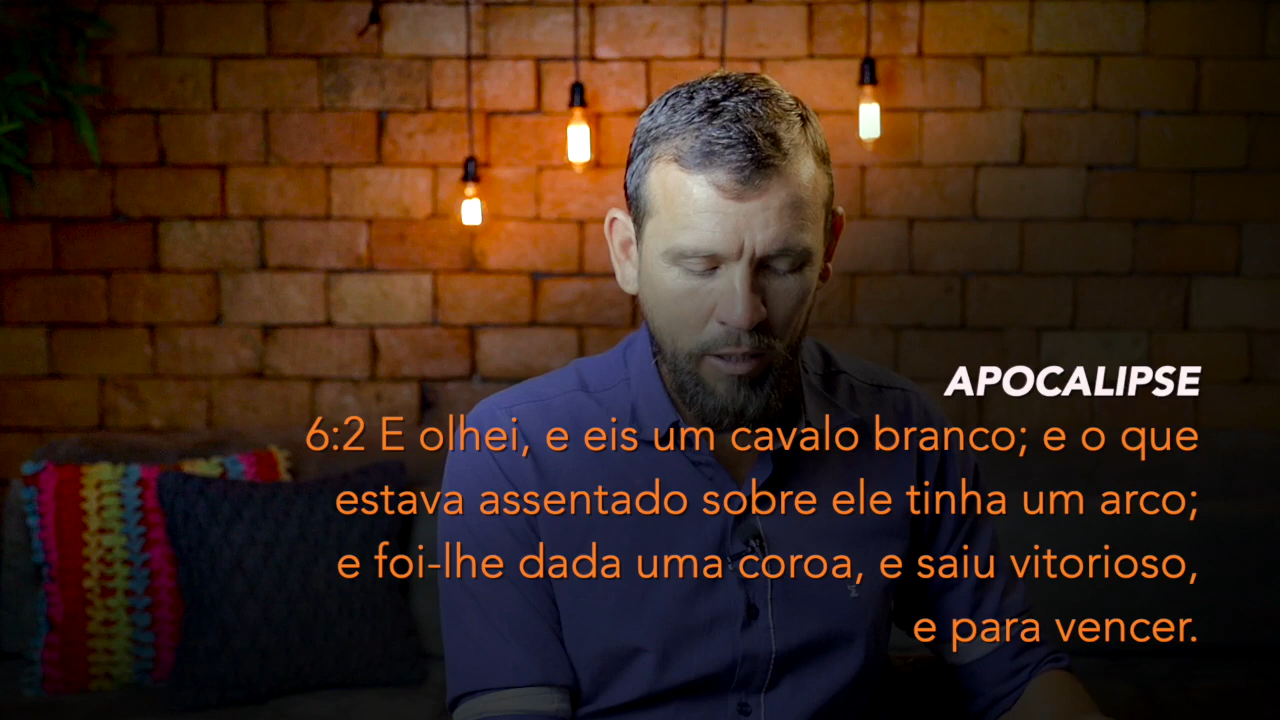 APOCALIPSE
6:2 E olhei, e eis um cavalo branco; e o que
estava assentado sobre ele tinha um arco;
e foi-lhe dada uma coroa, e saiu vitorioso,
e para vencer.